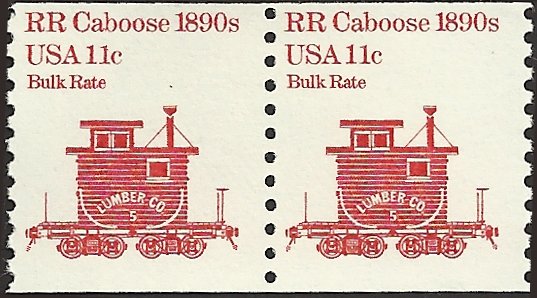 RR Caboose 1890s
USA 11c
Bulk Rate
LUMBER CO.
5
RR Caboose 1890s
USA 11c
Bulk Rate
LUMBER CO.
5